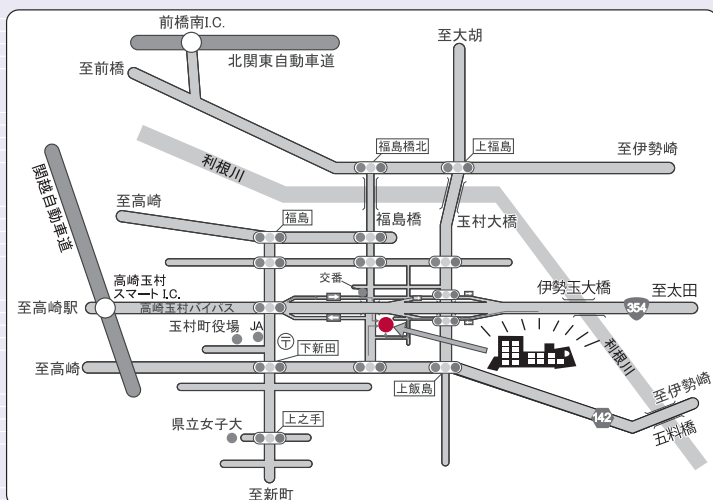 前橋南I.C.
北関東自動車道
至大胡
至前橋
福島橋北
上福島
至伊勢崎
利根川
関越自動車道
至高崎
福島
福島橋
玉村大橋
高崎玉村
スマートI.C.
交番
伊勢玉大橋
至太田
至高崎駅
高崎玉村バイパス
354
玉村町役場
JA
〒
下新田
利根川
至高崎
上飯島
至伊勢崎
142
五料橋
県立女子大
上之手
至新町